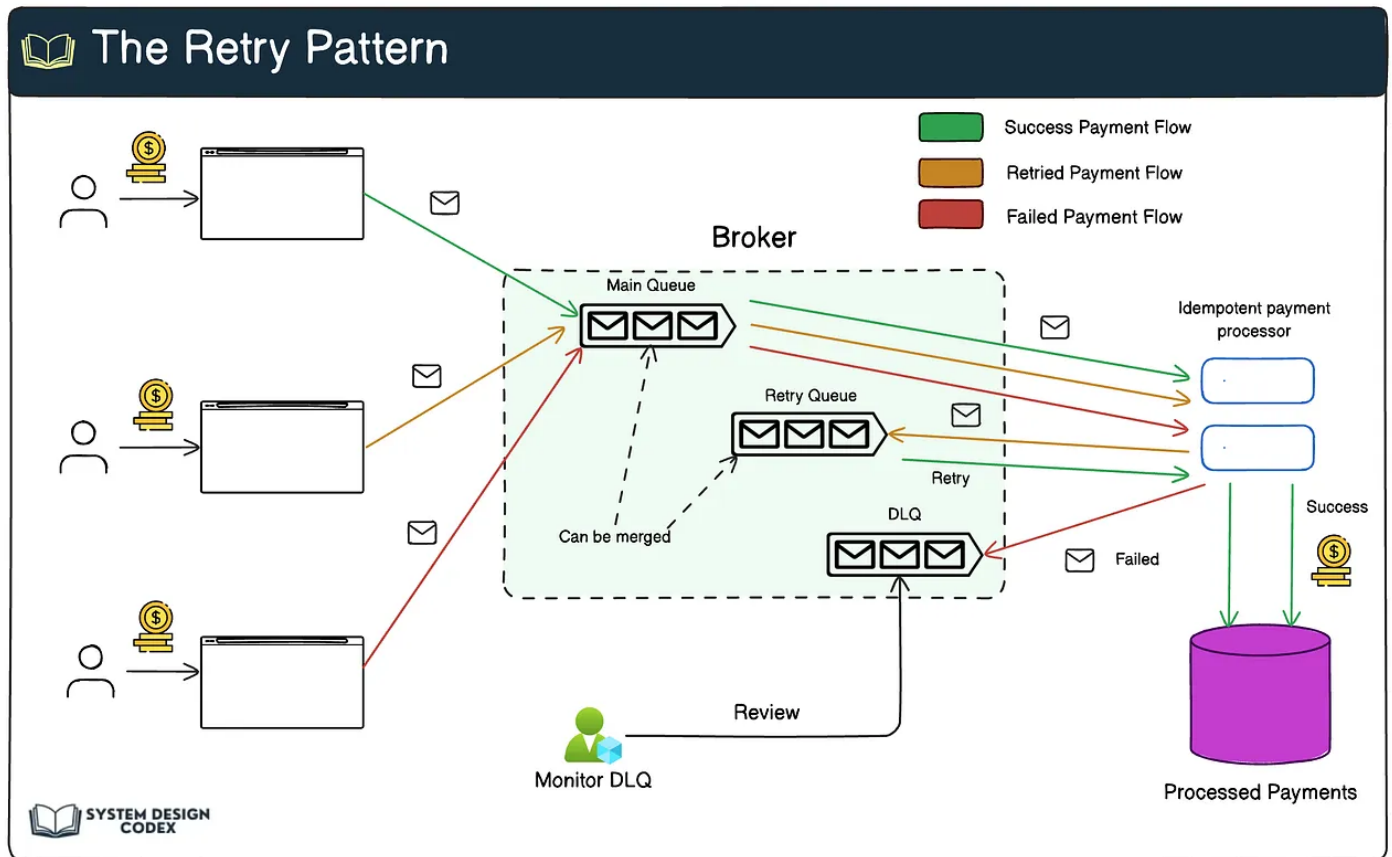 The Retry Pattern
Success Payment Flow
Retried Payment Flow
Failed Payment Flow
Broker
Main Queue
Idempotent payment
processor
Retry Queue
Retry
DLQ
Can be merged
Success
Failed
Review
Monitor DLQ
Processed Payments
SYSTEM DESIGN
CODEX